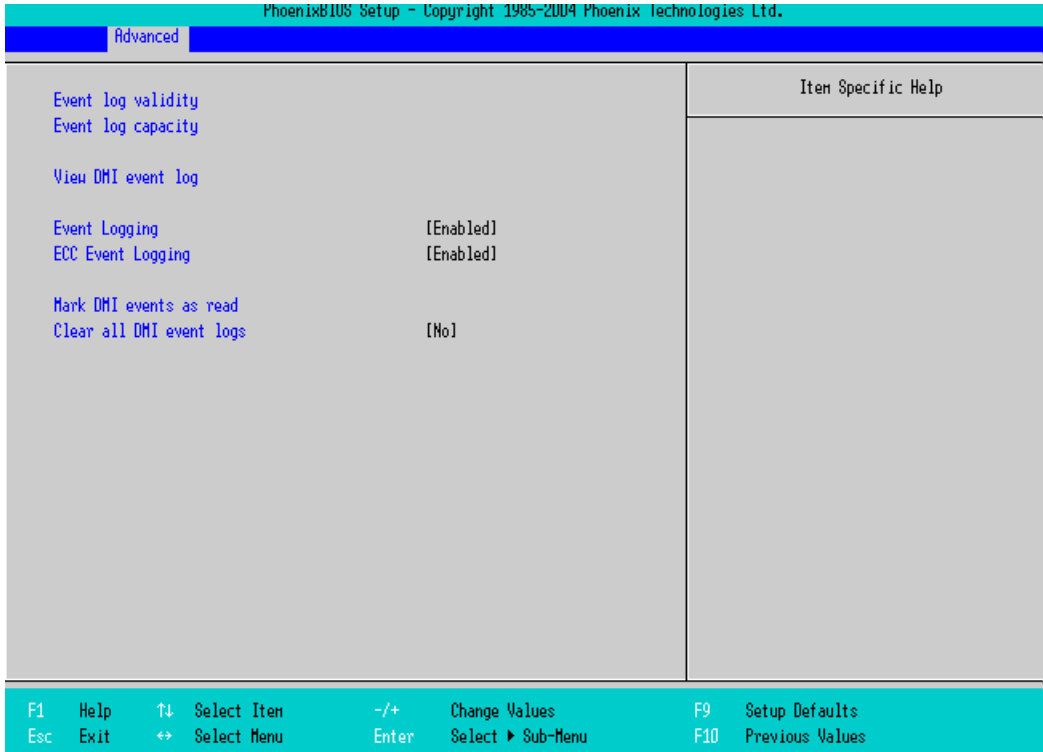 PhoenixBIOS Setup - Copyright 1985-2004 Phoenix Technologies Ltd.
Advanced
Item Specific Help
Event log validity
Event log capacity
View DMI event log
Event Logging [Enabled]
ECC Event Logging [Enabled]
Mark DMI events as read
Clear all DMI event logs [No]
F1 Help ↑↓ Select Item -/+ Change Values F9 Setup Defaults
Esc Exit ↔ Select Menu Enter Select ▶ Sub-Menu F10 Previous Values